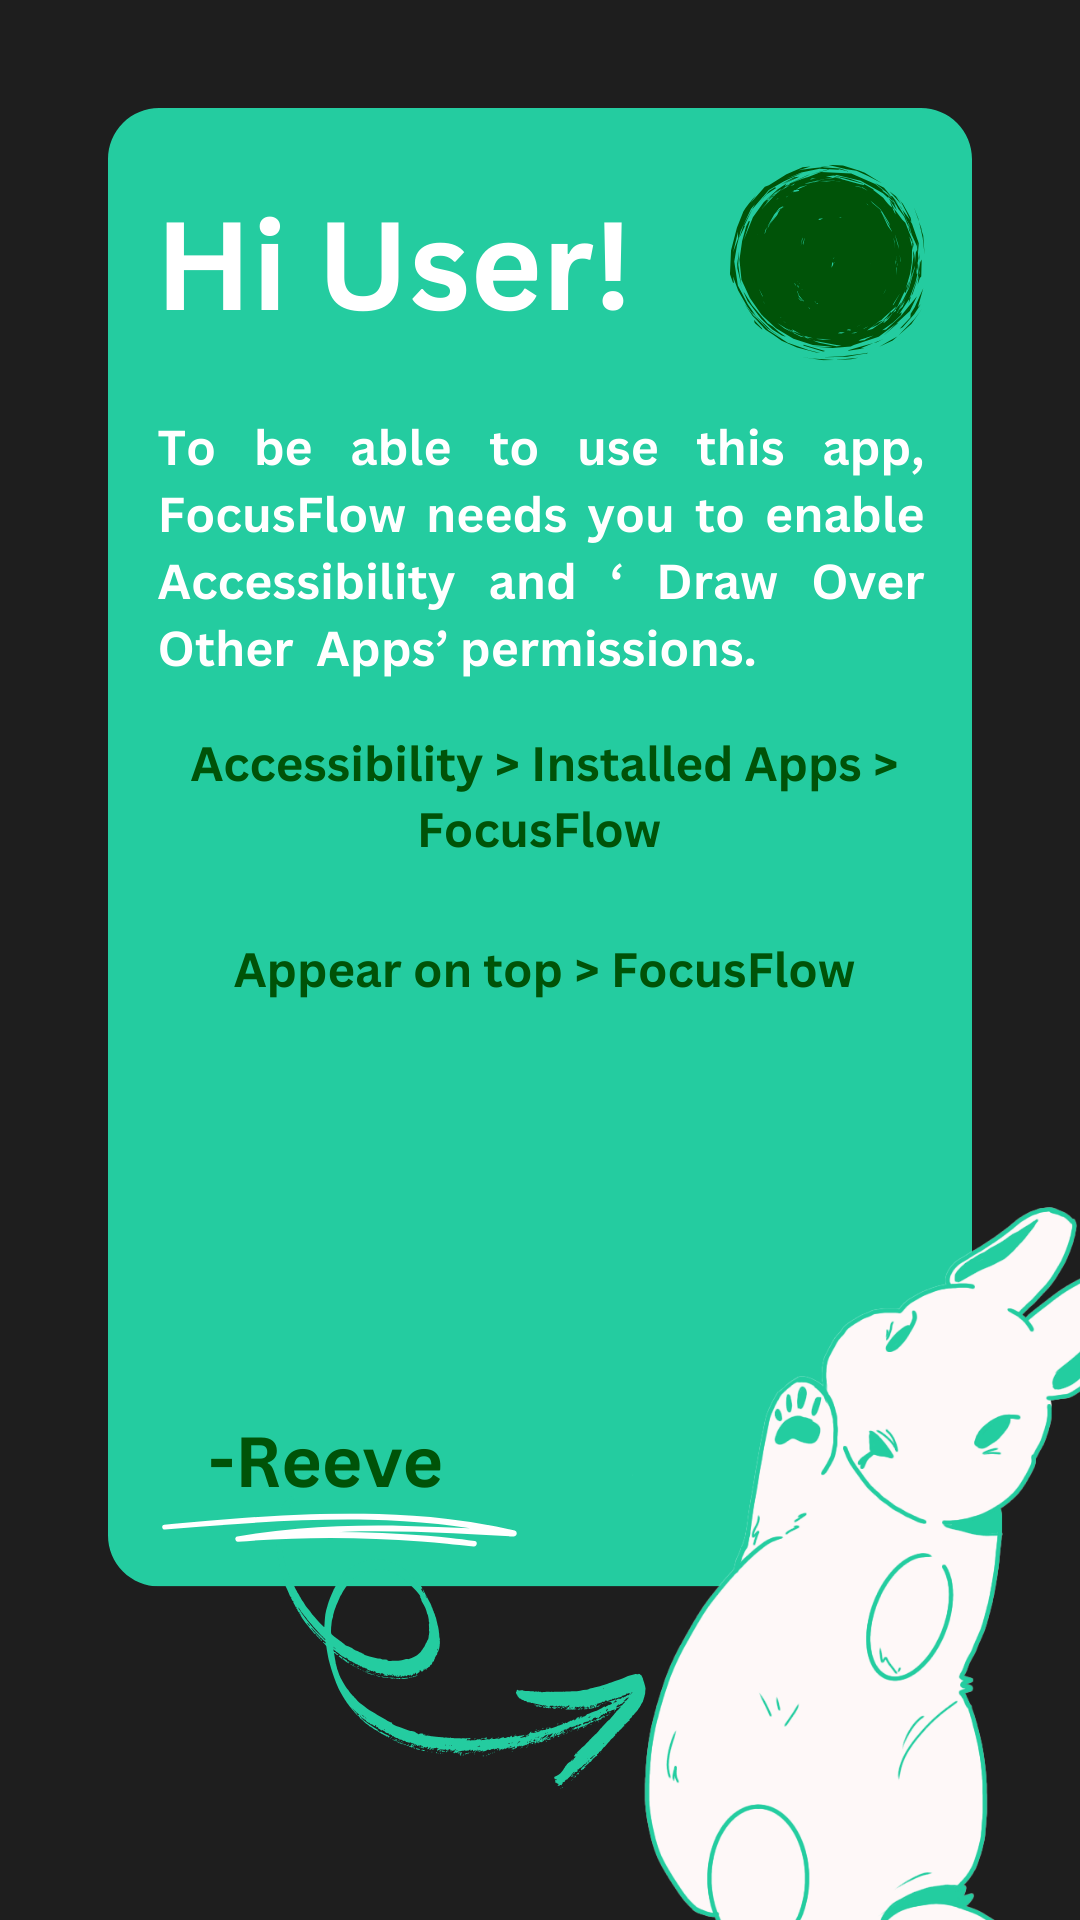 Hi User!
To be able to use this app,
FocusFlow needs you to enable
Accessibility and ‘ Draw Over
Other Apps’ permissions.
Accessibility > Installed Apps >
FocusFlow
Appear on top > FocusFlow
-Reeve